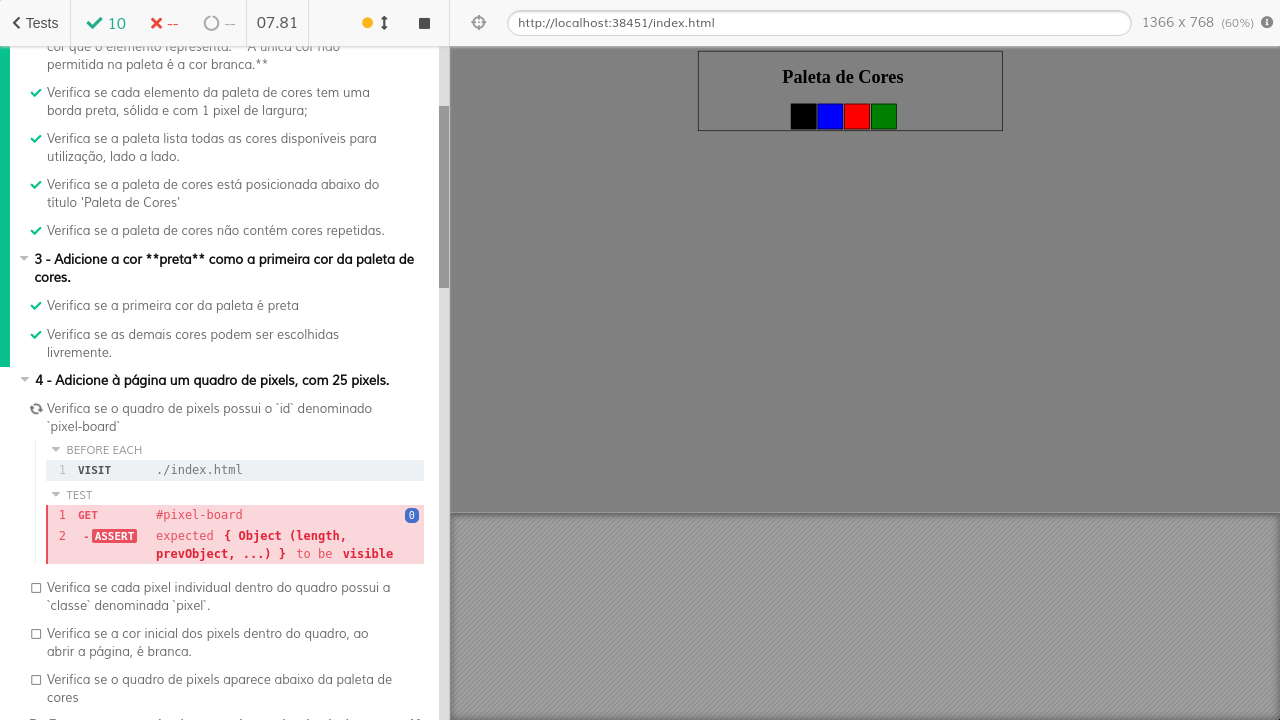 Tests
10
--
--
07.81
http://localhost:38451/index.html
1366 x 768 (60%)
cor que o elemento representa. **A única cor não
permitida na paleta é a cor branca.**
Verifica se cada elemento da paleta de cores tem uma
borda preta, sólida e com 1 pixel de largura;
Verifica se a paleta lista todas as cores disponíveis para
utilização, lado a lado.
Verifica se a paleta de cores está posicionada abaixo do
título 'Paleta de Cores'
Verifica se a paleta de cores não contém cores repetidas.
3 - Adicione a cor **preta** como a primeira cor da paleta de
cores.
Verifica se a primeira cor da paleta é preta
Verifica se as demais cores podem ser escolhidas
livremente.
4 - Adicione à página um quadro de pixels, com 25 pixels.
Verifica se o quadro de pixels possui o `id` denominado
`pixel-board`
BEFORE EACH
1 VISIT ./index.html
TEST
1 GET #pixel-board 0
2 -ASSERT expected { Object (length,
prevObject, ...) } to be visible
Verifica se cada pixel individual dentro do quadro possui a
`classe` denominada `pixel`.
Verifica se a cor inicial dos pixels dentro do quadro, ao
abrir a página, é branca.
Verifica se o quadro de pixels aparece abaixo da paleta de
cores
Paleta de Cores